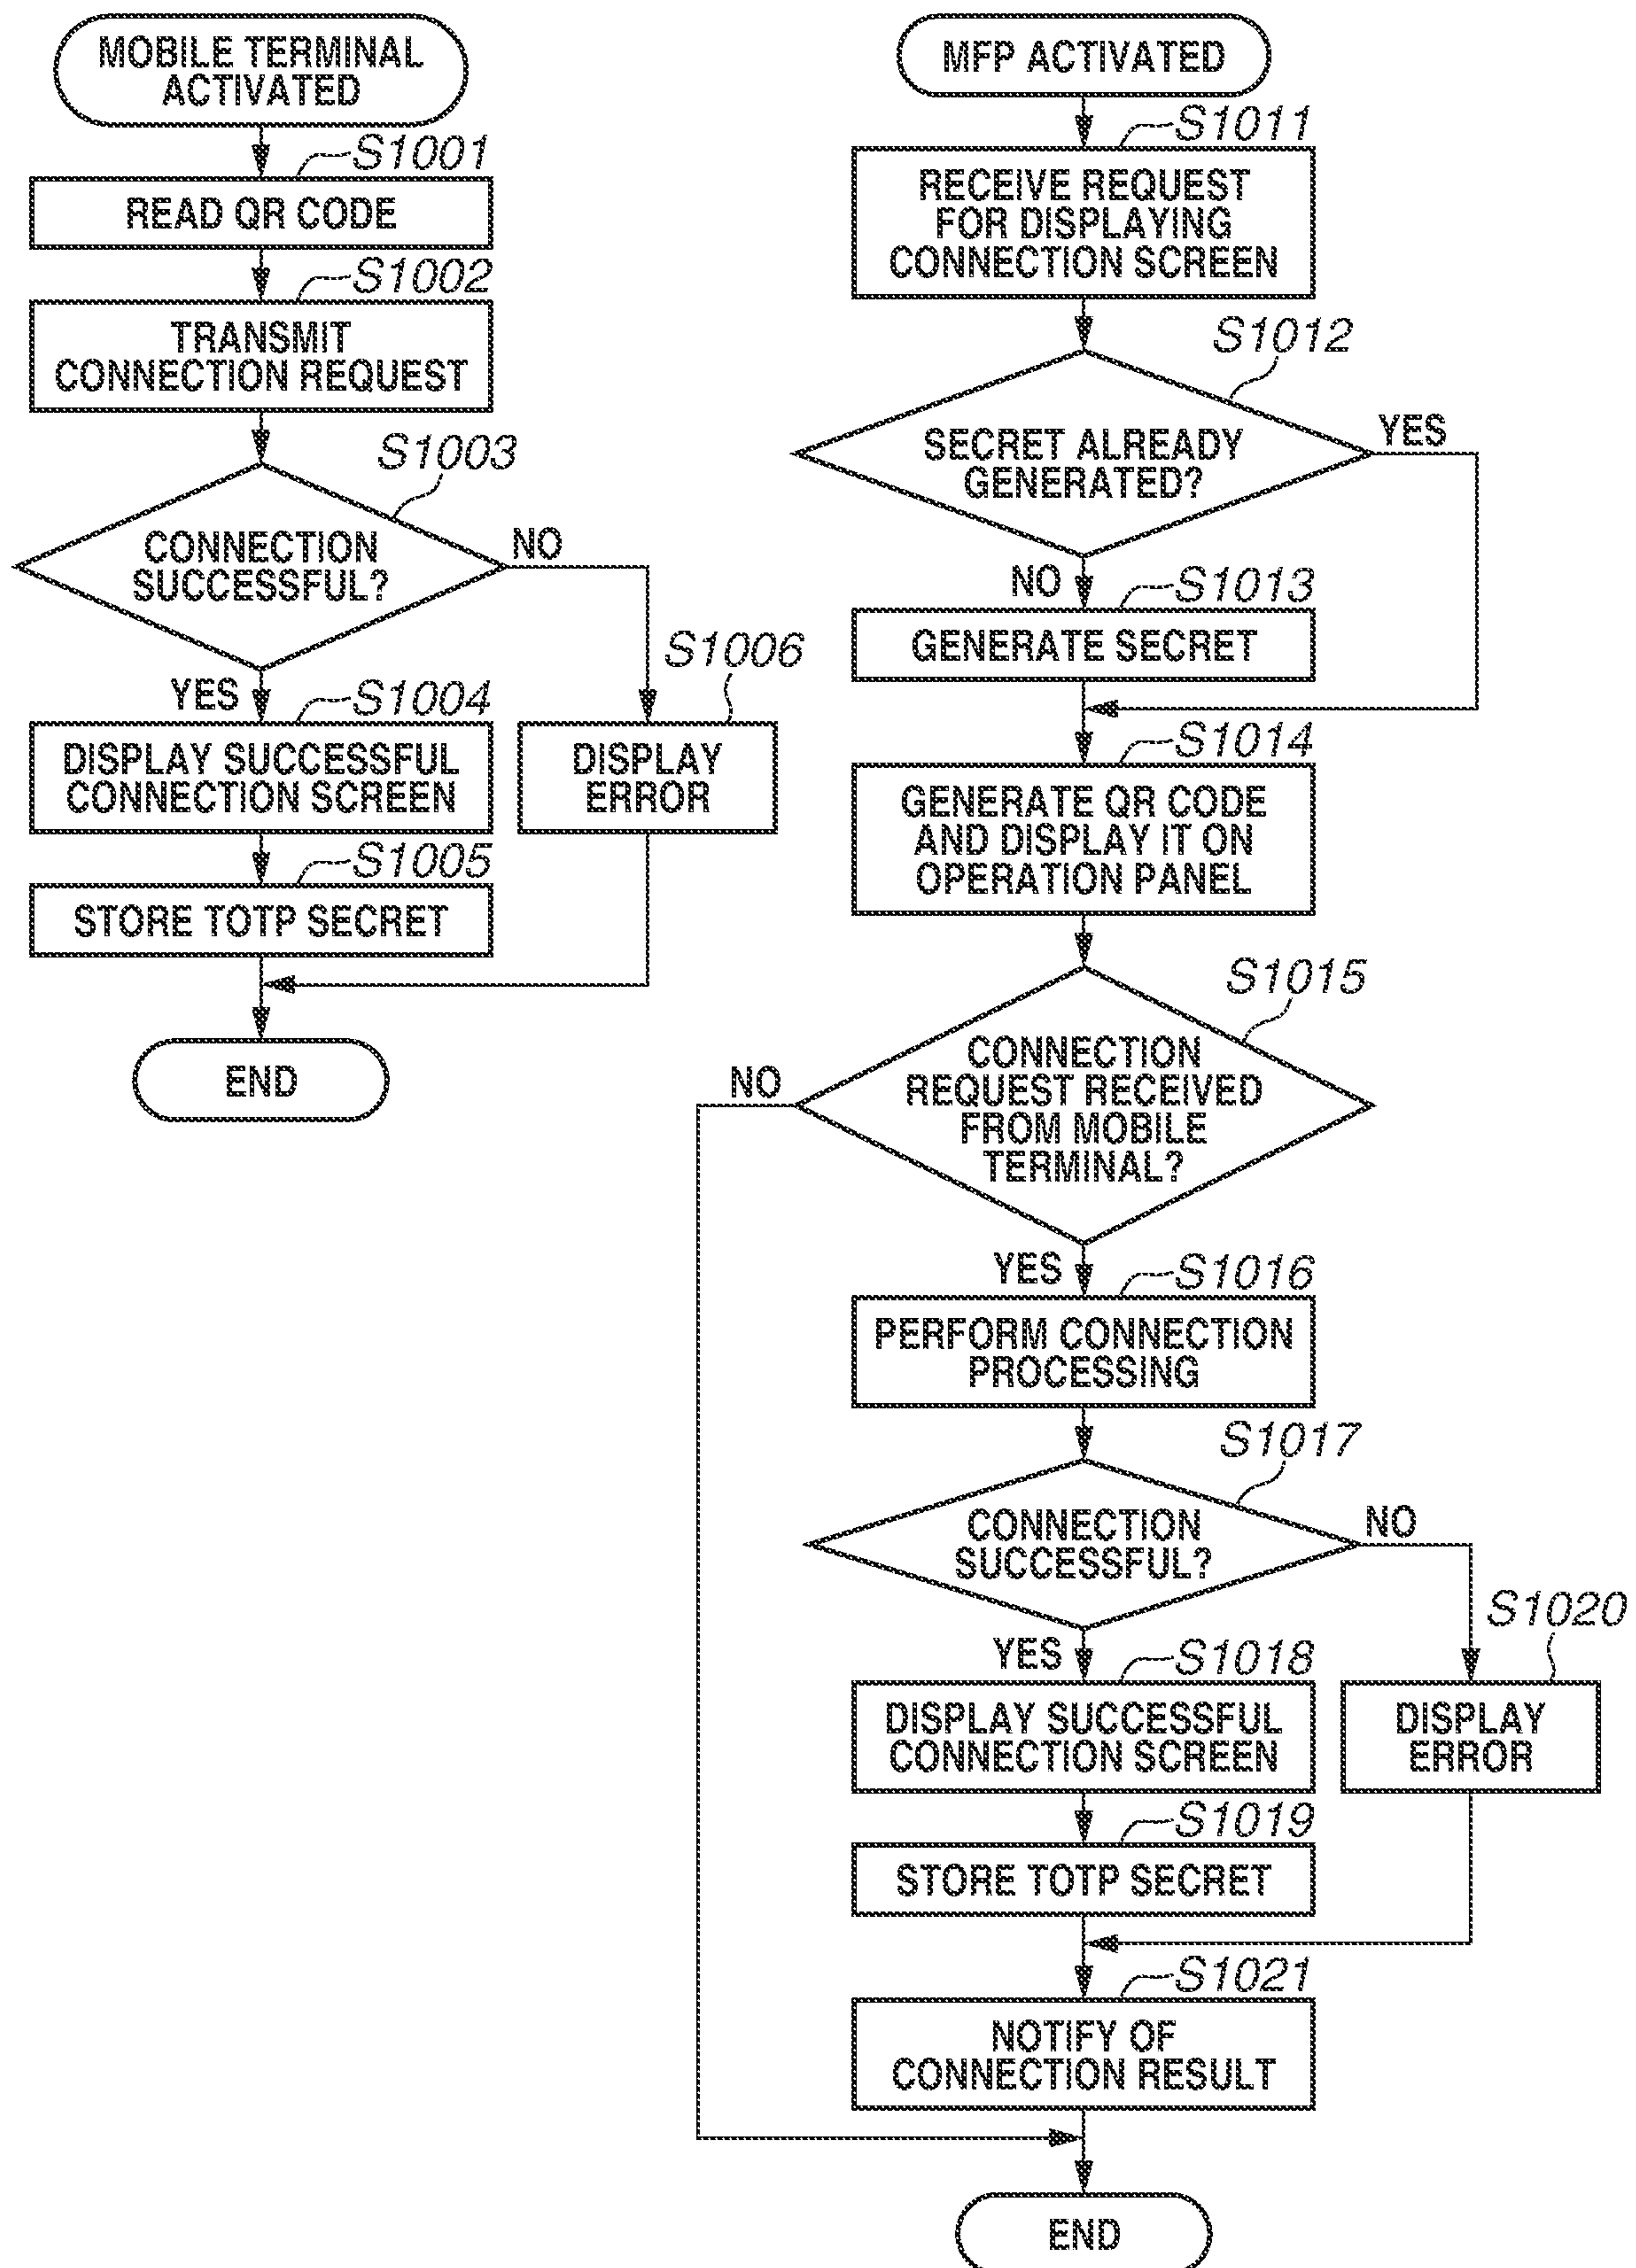 MOBILE TERMINAL
ACTIVATED
S1001
READ QR CODE
S1002
TRANSMIT
CONNECTION REQUEST
S1003
CONNECTION
SUCCESSFUL?
NO
YES
S1004
DISPLAY SUCCESSFUL
CONNECTION SCREEN
S1006
DISPLAY
ERROR
S1005
STORE TOTP SECRET
END
MFP ACTIVATED
S1011
RECEIVE REQUEST
FOR DISPLAYING
CONNECTION SCREEN
S1012
SECRET ALREADY
GENERATED?
YES
NO
S1013
GENERATE SECRET
S1014
GENERATE QR CODE
AND DISPLAY IT ON
OPERATION PANEL
S1015
CONNECTION
REQUEST RECEIVED
FROM MOBILE
TERMINAL?
NO
YES
S1016
PERFORM CONNECTION
PROCESSING
S1017
CONNECTION
SUCCESSFUL?
NO
YES
S1018
DISPLAY SUCCESSFUL
CONNECTION SCREEN
S1020
DISPLAY
ERROR
S1019
STORE TOTP SECRET
S1021
NOTIFY OF
CONNECTION RESULT
END